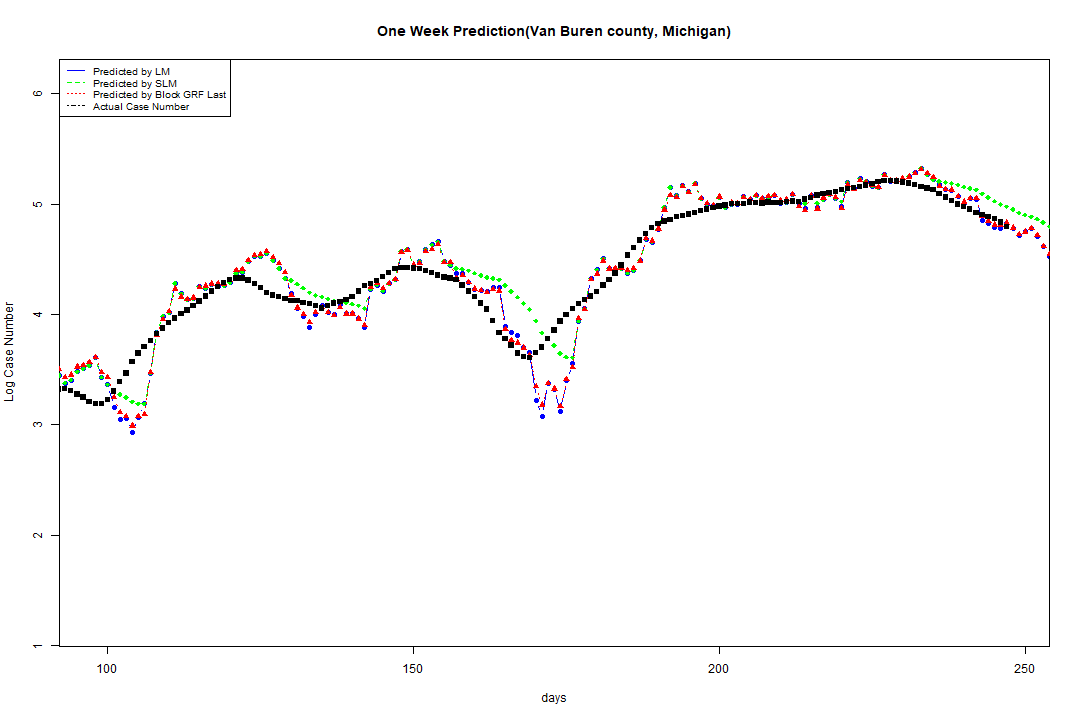 One Week Prediction(Van Buren county, Michigan)
Predicted by LM
Predicted by SLM
Predicted by Block GRF Last
Actual Case Number
6
5
4
3
2
1
Log Case Number
100 150 200 250
days